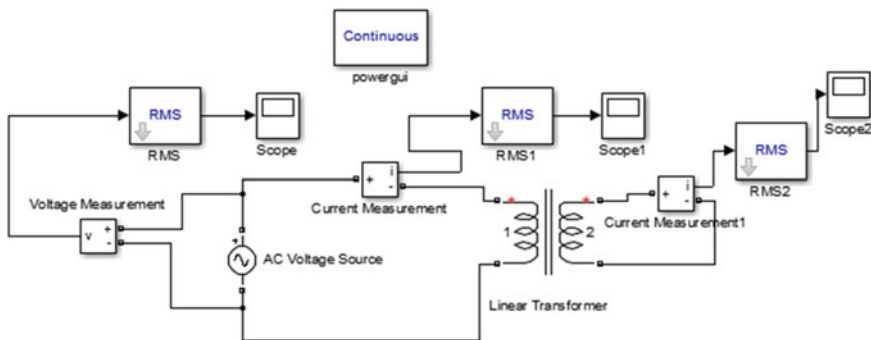 Continuous
powergui
RMS
RMS
Scope
RMS
RMS1
Scope1
RMS
RMS2
Scope2
Voltage Measurement
v
+
-
AC Voltage Source
+
i
-
Current Measurement
1
2
Linear Transformer
+
i
-
Current Measurement1